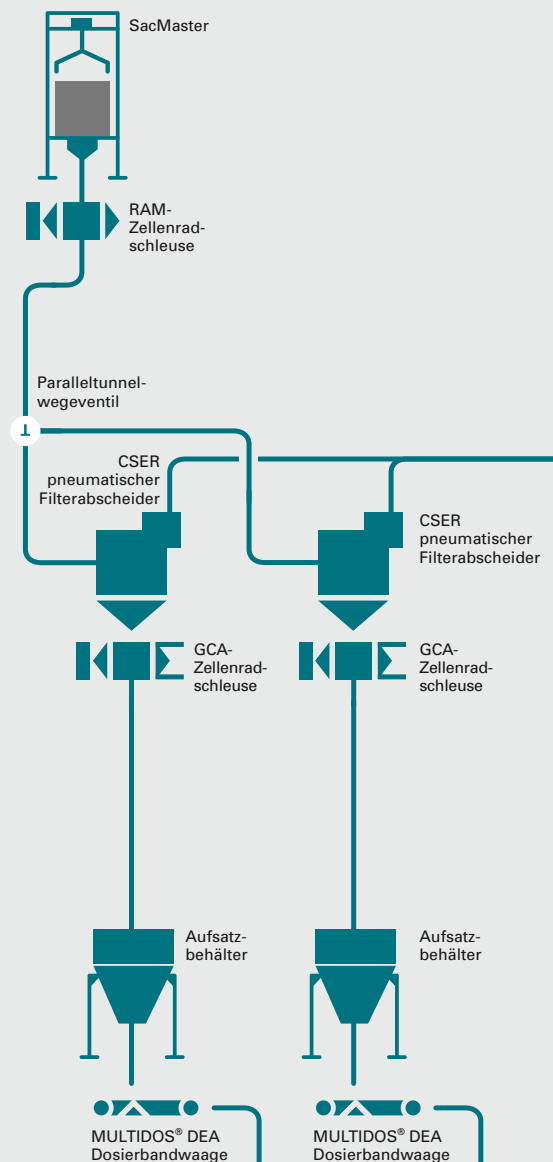 SacMaster
RAM-
Zellenrad-
schleuse
Paralleltunnel-
wegeventil
CSER
pneumatischer
Filterabscheider
CSER
pneumatischer
Filterabscheider
GCA-
Zellenrad-
schleuse
GCA-
Zellenrad-
schleuse
Aufsatz-
behälter
Aufsatz-
behälter
MULTIDOS® DEA
Dosierbandwaage
MULTIDOS® DEA
Dosierbandwaage